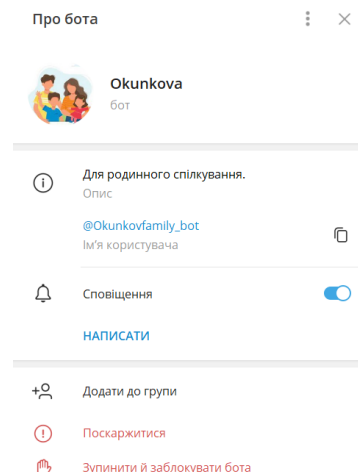 Про бота
Okunkova
бот
Для родинного спілкування.
Опис
@Okunkovfamily_bot
Ім'я користувача
Сповіщення
НАПИСАТИ
Додати до групи
Поскаржитися
Зупинити й заблокувати бота